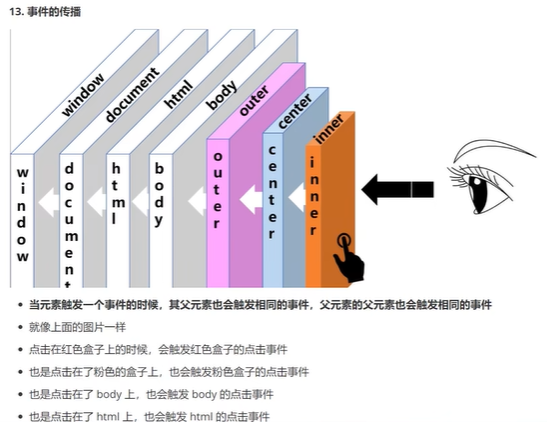 13. 事件的传播
window
document
html
body
outer
center
inner
window
document
html
body
outer
center
inner
当元素触发一个事件的时候，其父元素也会触发相同的事件，父元素的父元素也会触发相同的事件
就像上面的图片一样
点击在红色盒子上的时候，会触发红色盒子的点击事件
也是点击在了粉色的盒子上，也会触发粉色盒子的点击事件
也是点击在了 body 上，也会触发 body 的点击事件
也是点击在了 html 上，也会触发 html 的点击事件